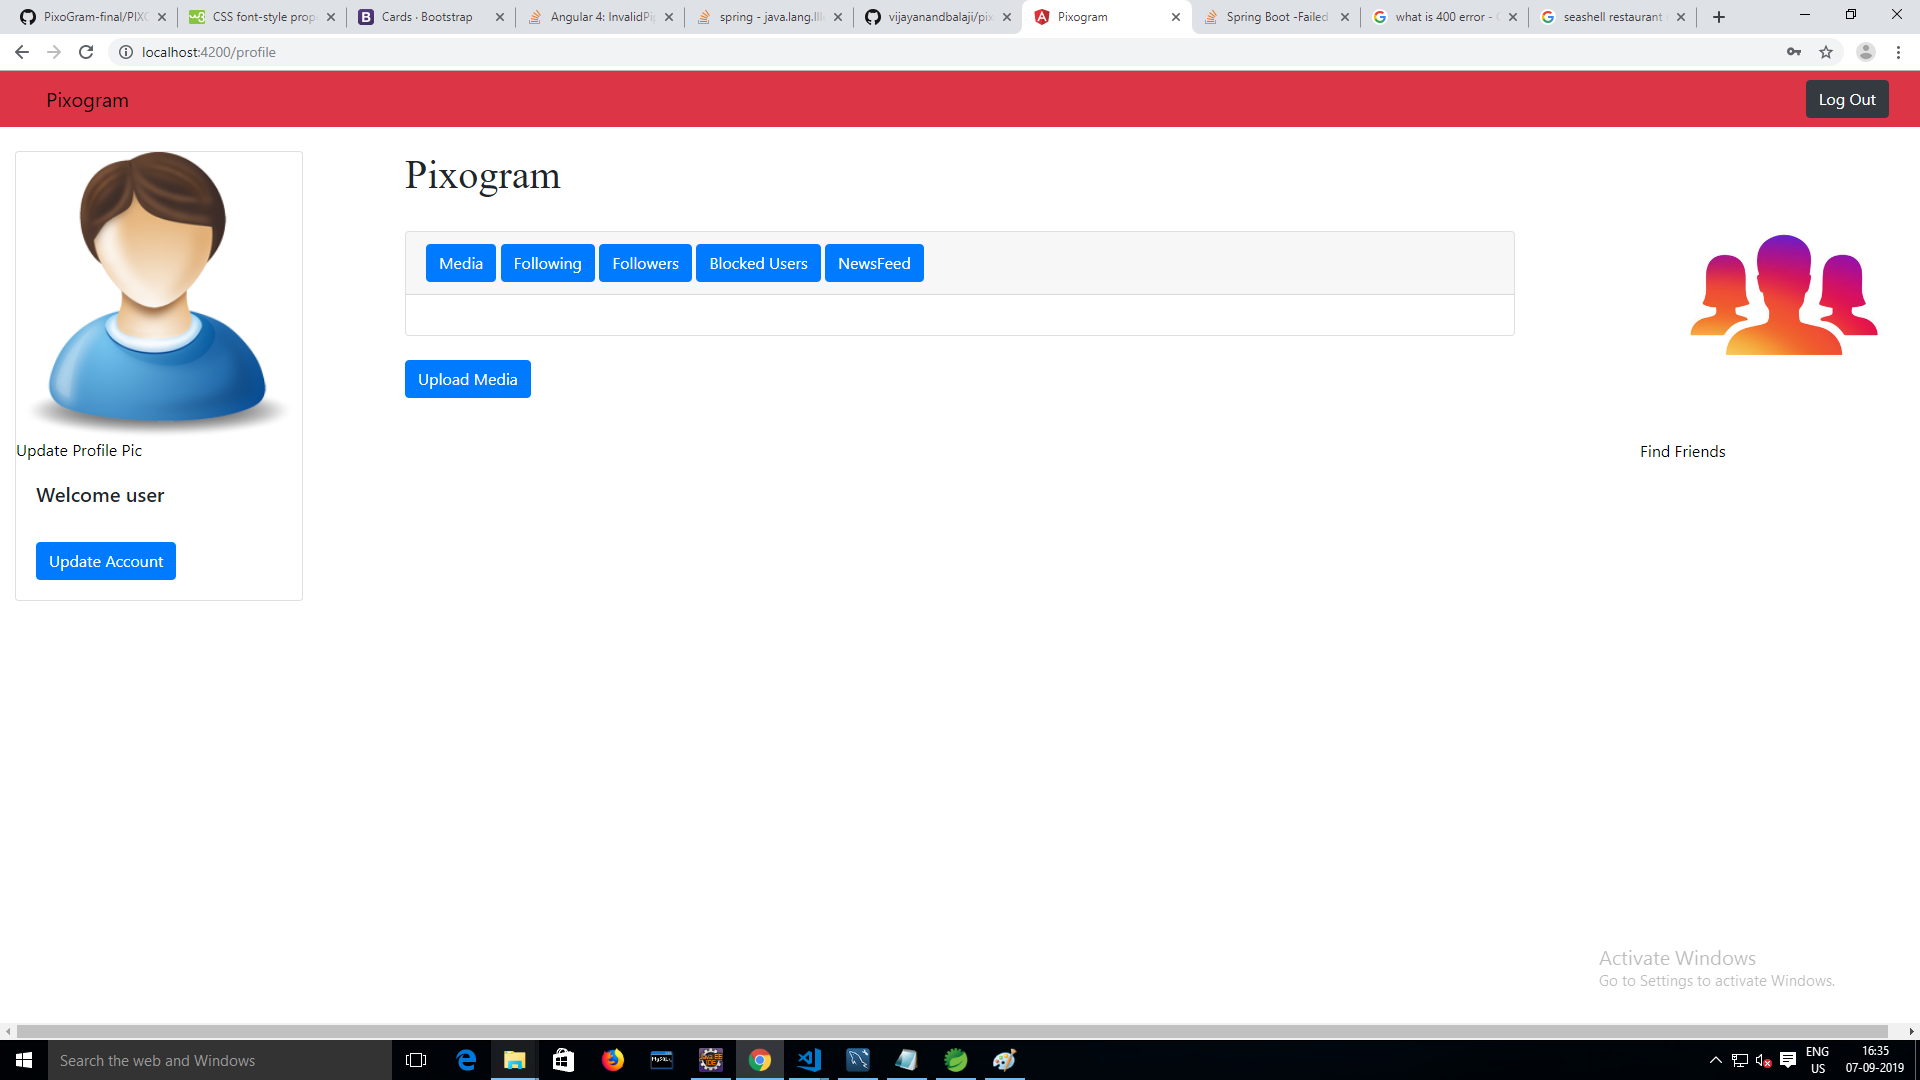 PixoGram-final/PIXO
CSS font-style prop
Cards · Bootstrap
Angular 4: InvalidPi
spring - java.lang.Ill
vijayanandbalaji/pix
Pixogram
Spring Boot -Failed
what is 400 error -
seashell restaurant
localhost:4200/profile
Pixogram
Log Out
Pixogram
Media Following Followers Blocked Users NewsFeed
Upload Media
Update Profile Pic
Find Friends
Welcome user
Update Account
Activate Windows
Go to Settings to activate Windows.
Search the web and Windows
ENG
US
16:35
07-09-2019